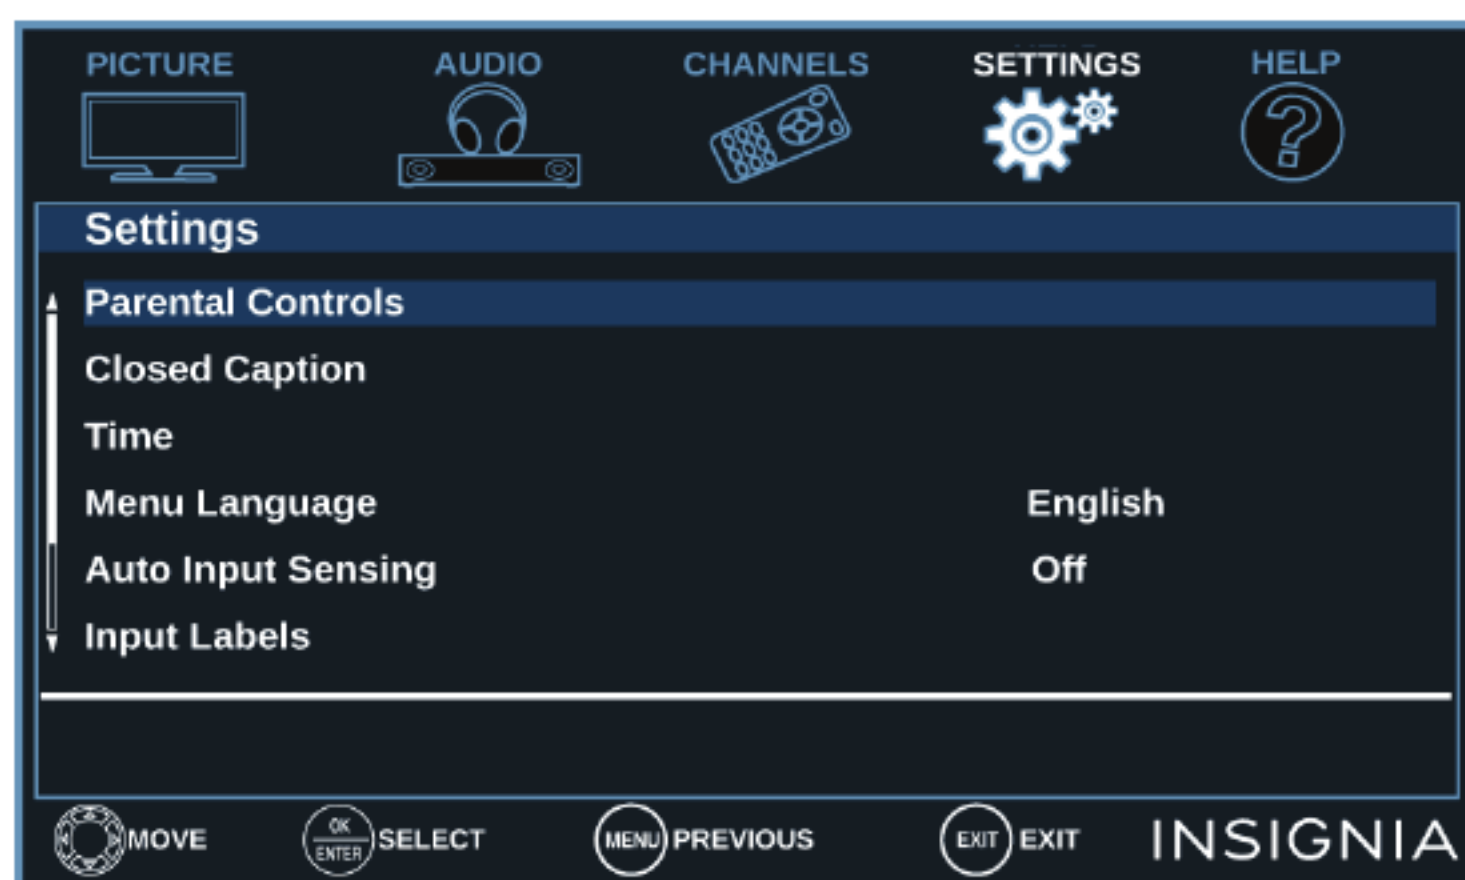 PICTURE AUDIO CHANNELS SETTINGS HELP
Settings
Parental Controls
Closed Caption
Time
Menu Language English
Auto Input Sensing Off
Input Labels
MOVE OK ENTER SELECT MENU PREVIOUS EXIT EXIT INSIGNIA